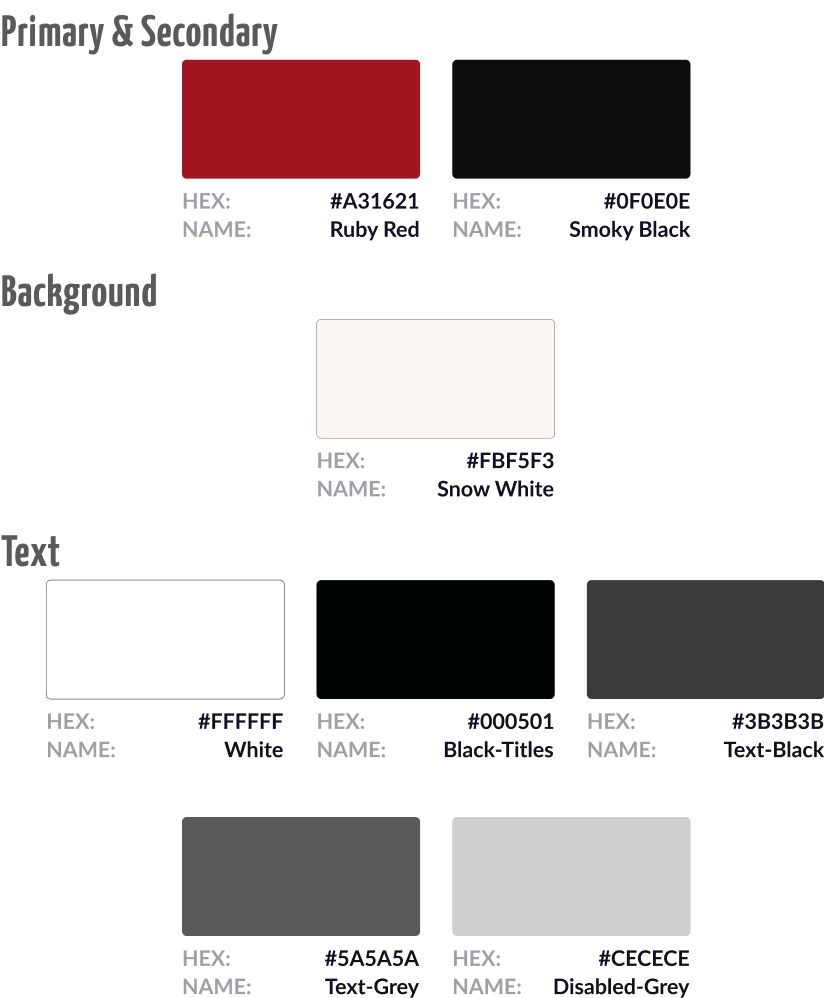 Primary & Secondary
HEX: #A31621 HEX: #0F0E0E
NAME: Ruby Red NAME: Smoky Black
Background
HEX: #FBF5F3
NAME: Snow White
Text
HEX: #FFFFFF HEX: #000501 HEX: #3B3B3B
NAME: White NAME: Black-Titles NAME: Text-Black
HEX: #5A5A5A HEX: #CECECE
NAME: Text-Grey NAME: Disabled-Grey